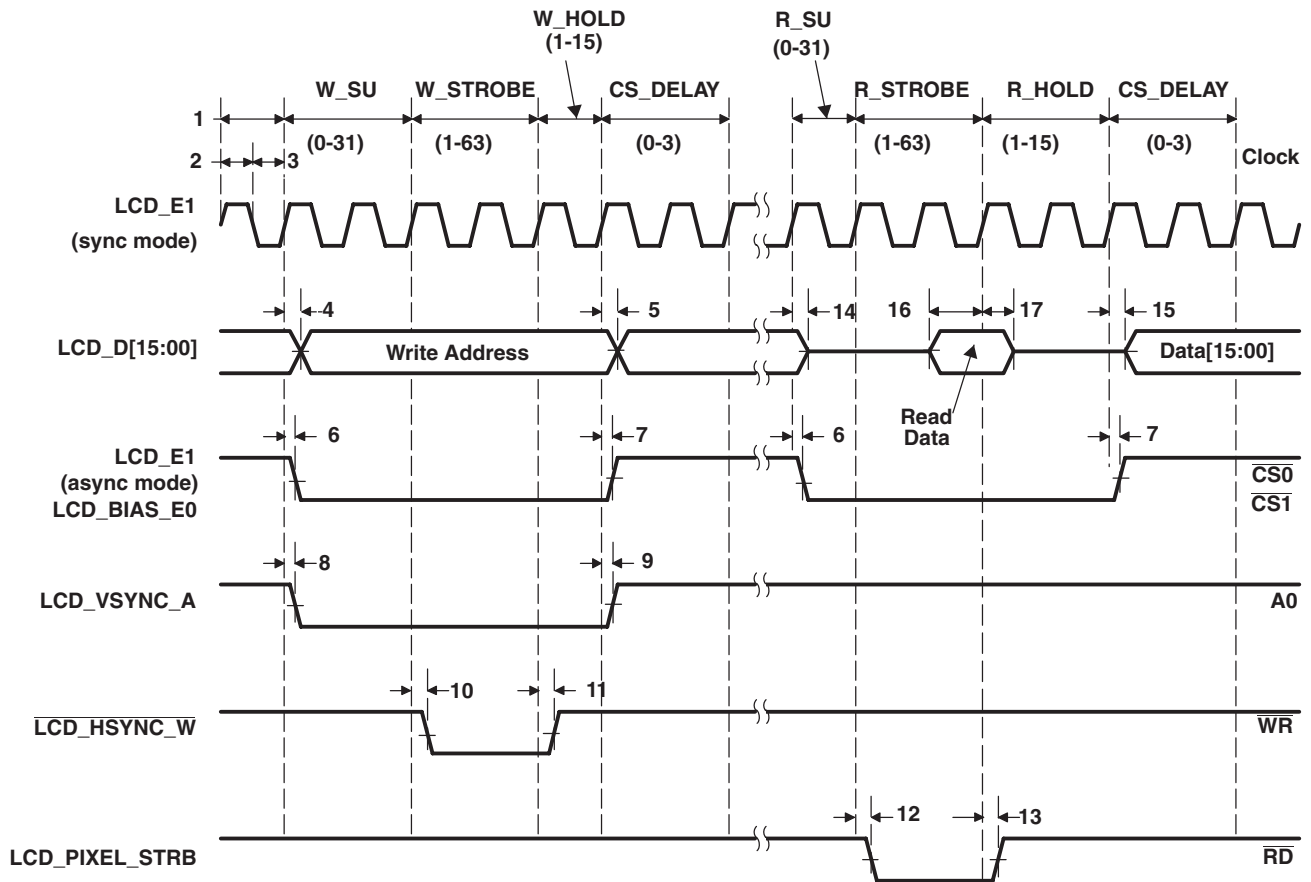 W_HOLD
(1-15)
R_SU
(0-31)
W_SU
W_STROBE
CS_DELAY
R_STROBE
R_HOLD
CS_DELAY
1
(0-31)
(1-63)
(0-3)
(1-63)
(1-15)
(0-3)
2
3
Clock
LCD_E1
(sync mode)
4
5
14
16
17
15
LCD_D[15:00]
Write Address
Data[15:00]
Read
Data
6
7
6
7
LCD_E1
(async mode)
LCD_BIAS_E0
CS0
CS1
8
9
LCD_VSYNC_A
A0
10
11
LCD_HSYNC_W
WR
12
13
LCD_PIXEL_STRB
RD